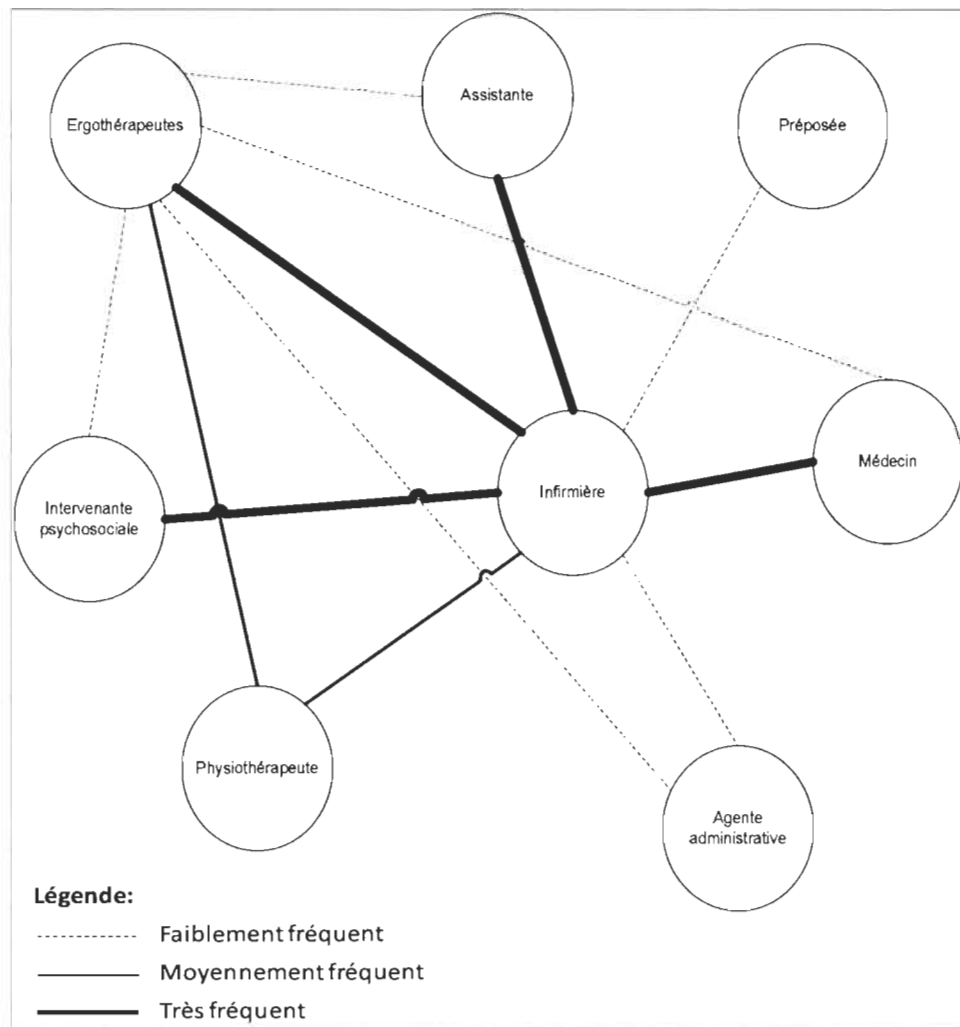 Assistante
Préposée
Ergothérapeutes
Médecin
Infirmière
Intervenante
psychosociale
Physiothérapeute
Agente
administrative
Légende:
Faiblement fréquent
Moyennement fréquent
Très fréquent